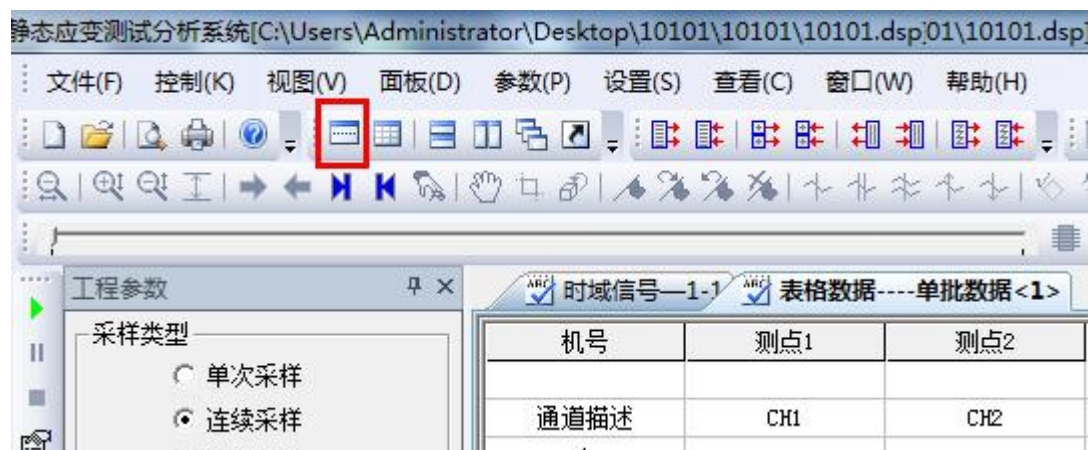 静态应变测试分析系统[C:\Users\Administrator\Desktop\10101\10101\10101.dsp]01\10101.dsp]
文件(F) 控制(K) 视图(V) 面板(D) 参数(P) 设置(S) 查看(C) 窗口(W) 帮助(H)
工程参数
时域信号—1-1 表格数据----单批数据<1>
采样类型
单次采样
连续采样
机号 测点1 测点2
通道描述 CH1 CH2